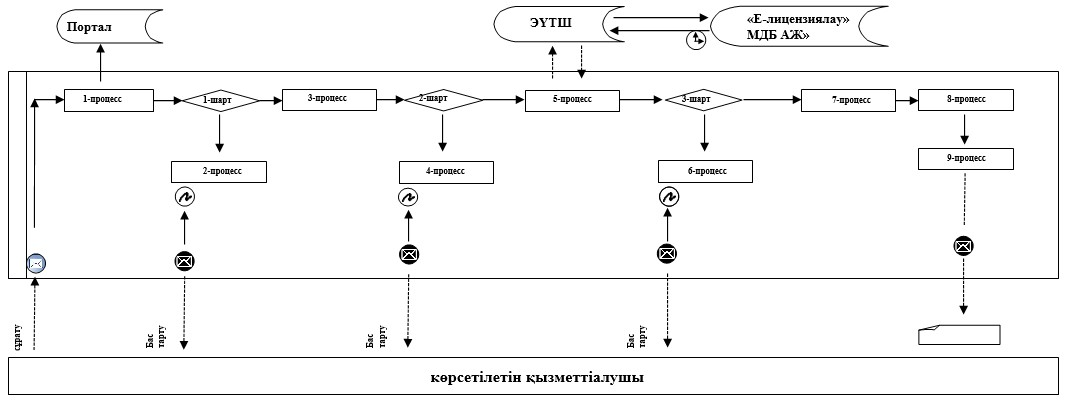 Портал
ЭҮТШ
«Е-лицензиялау»
МДБ АЖ»
1-процесс
1-шарт
3-процесс
2-шарт
5-процесс
3-шарт
7-процесс
8-процесс
2-процесс
4-процесс
6-процесс
9-процесс
сұрату
Бас
тарту
Бас
тарту
Бас
тарту
көрсетілетін қызметтіалушы